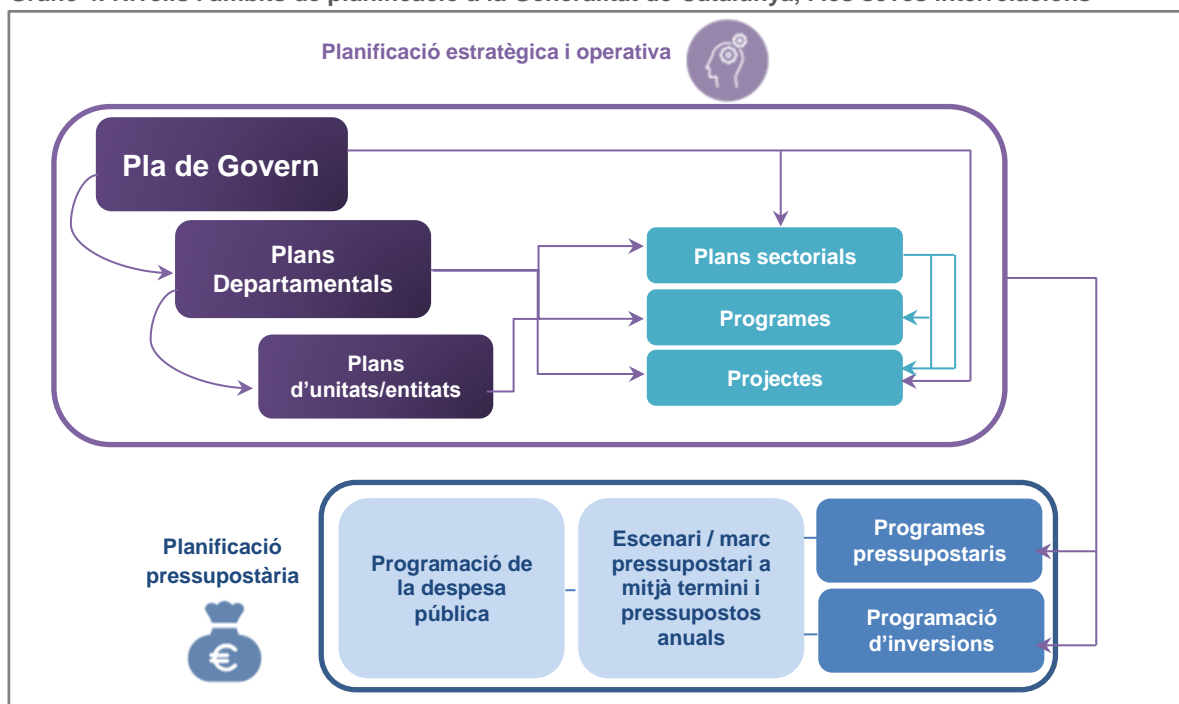 Planificació estratègica i operativa
Pla de Govern
Plans
Departamentals
Plans
d'unitats/entitats
Plans sectorials
Programes
Projectes
Planificació
pressupostària
€
Programació de
la despesa
pública
Escenari / marc
pressupostari a
mitjà termini i
pressupostos
anuals
Programes
pressupostaris
Programació
d'inversions